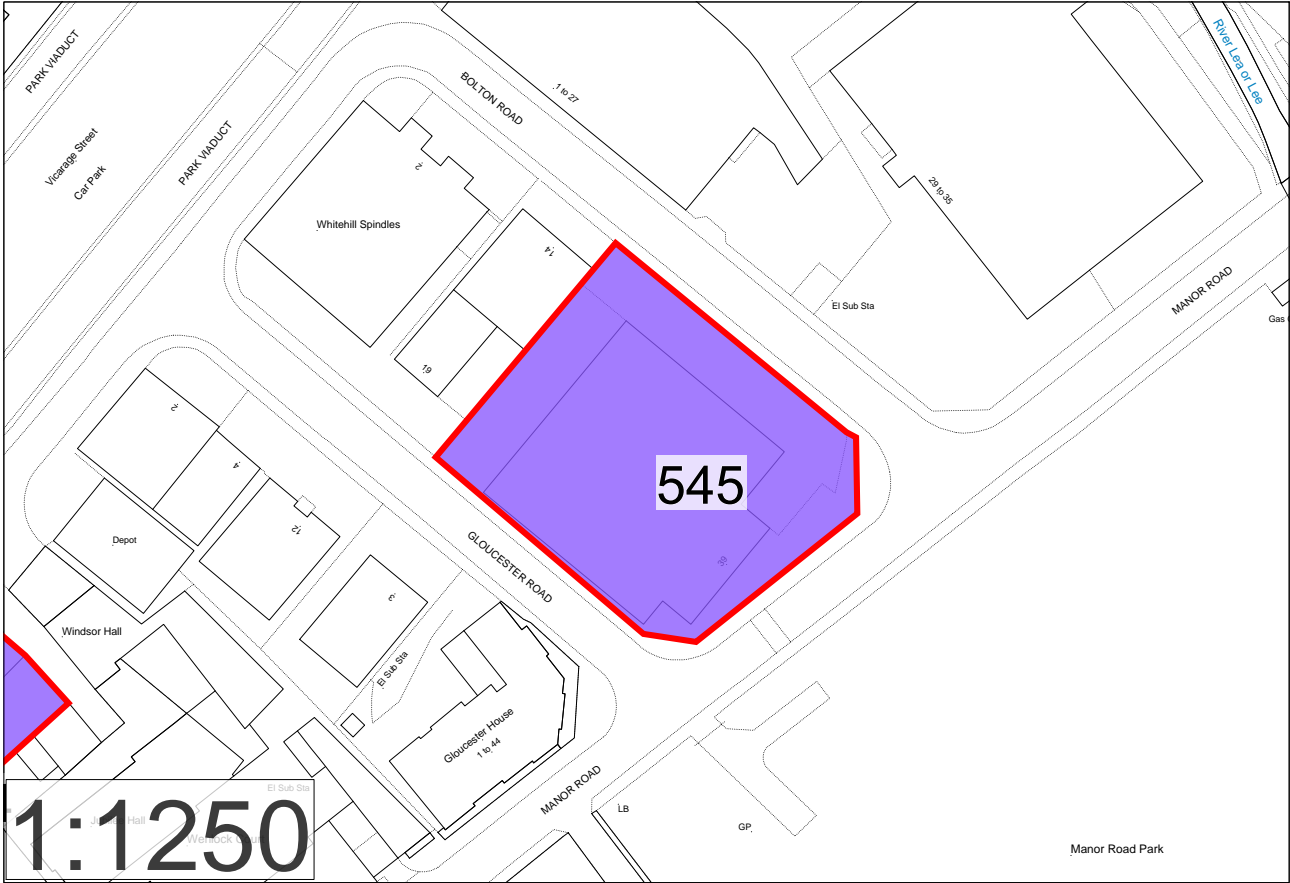 PARK VIADUCT
River Lea or Lee
BOLTON ROAD
1 to 27
Vicarage Street
Car Park
PARK VIADUCT
2
29 to 35
Whitehill Spindles
14
MANOR ROAD
El Sub Sta
Gas
19
2
4
545
12
Depot
GLOUCESTER ROAD
39
3
Windsor Hall
El Sub Sta
Gloucester House
1 to 44
MANOR ROAD
El Sub Sta
LB
GP
Hall
Manor Road Park
1:1250